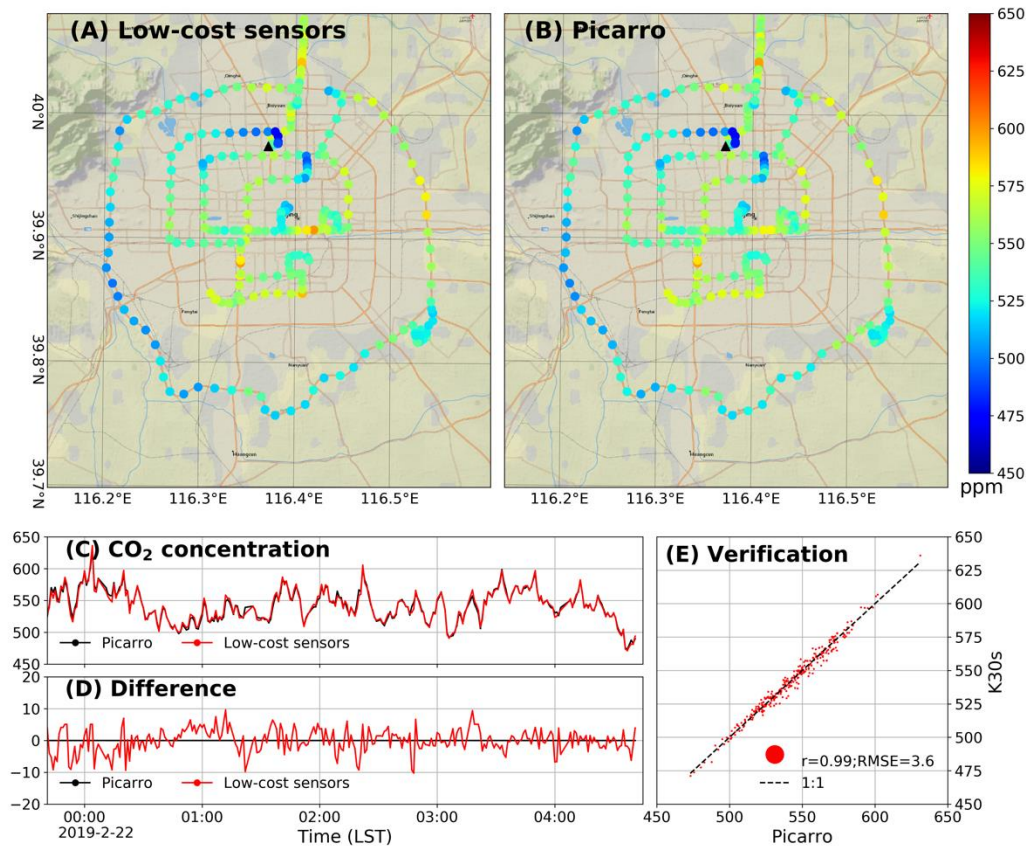 (A) Low-cost sensors
(B) Picarro
40°N
39.9°N
39.8°N
39.7°N
116.2°E 116.3°E 116.4°E 116.5°E
116.2°E 116.3°E 116.4°E 116.5°E
650
625
600
575
550
525
500
475
450
ppm
(C) CO₂ concentration
650
600
550
500
450
Picarro
Low-cost sensors
(D) Difference
20
10
0
−10
−20
Picarro
Low-cost sensors
00:00 01:00 02:00 03:00 04:00
2019-2-22
Time (LST)
(E) Verification
650
625
600
575
550
525
500
475
450
K30s
r=0.99;RMSE=3.6
1:1
450 500 550 600 650
Picarro